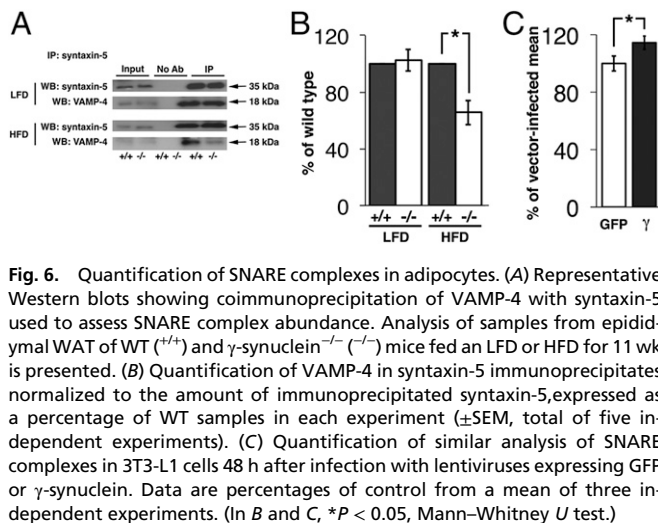 A
IP: syntaxin-5
Input No Ab IP
LFD
WB: syntaxin-5 35 kDa
WB: VAMP-4 18 kDa
HFD
WB: syntaxin-5 35 kDa
WB: VAMP-4 18 kDa
+/+ -/- +/+ -/- +/+ -/-
B
% of wild type
120
80
40
0
*
+/+ -/- +/+ -/-
LFD HFD
C
% of vector-infected mean
120
80
40
0
*
GFP γ
Fig. 6. Quantification of SNARE complexes in adipocytes. (A) Representative
Western blots showing coimmunoprecipitation of VAMP-4 with syntaxin-5
used to assess SNARE complex abundance. Analysis of samples from epidid-
ymal WAT of WT (+/+) and γ-synuclein−/− (−/−) mice fed an LFD or HFD for 11 wk
is presented. (B) Quantification of VAMP-4 in syntaxin-5 immunoprecipitates
normalized to the amount of immunoprecipitated syntaxin-5,expressed as
a percentage of WT samples in each experiment (±SEM, total of five in-
dependent experiments). (C) Quantification of similar analysis of SNARE
complexes in 3T3-L1 cells 48 h after infection with lentiviruses expressing GFP
or γ-synuclein. Data are percentages of control from a mean of three in-
dependent experiments. (In B and C, *P < 0.05, Mann–Whitney U test.)